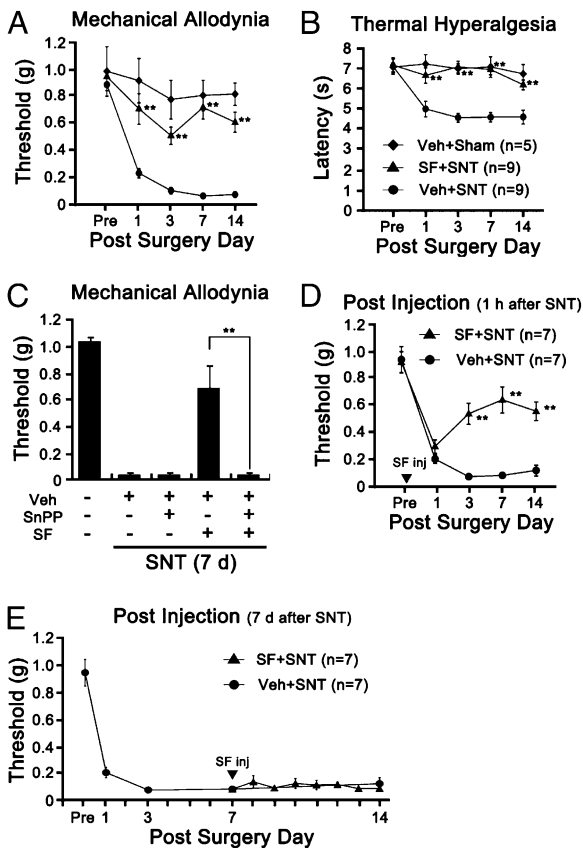 A
Mechanical Allodynia
Threshold (g)
1.2
1.0
0.8
0.6
0.4
0.2
0
**
**
**
**
Pre 1 3 7 14
Post Surgery Day
B
Thermal Hyperalgesia
Latency (s)
8
7
6
5
4
3
2
1
0
**
**
**
**
Veh+Sham (n=5)
SF+SNT (n=9)
Veh+SNT (n=9)
Pre 1 3 7 14
Post Surgery Day
C
Mechanical Allodynia
Threshold (g)
1.2
1.0
0.8
0.6
0.4
0.2
0
**
Veh - + + + +
SnPP - - + - +
SF - - - + +
SNT (7 d)
D
Post Injection (1 h after SNT)
Threshold (g)
1.2
1.0
0.8
0.6
0.4
0.2
0
SF+SNT (n=7)
Veh+SNT (n=7)
**
**
**
SF inj
Pre 1 3 7 14
Post Surgery Day
E
Post Injection (7 d after SNT)
Threshold (g)
1.2
1.0
0.8
0.6
0.4
0.2
0
SF+SNT (n=7)
Veh+SNT (n=7)
SF inj
Pre 1 3 7 14
Post Surgery Day